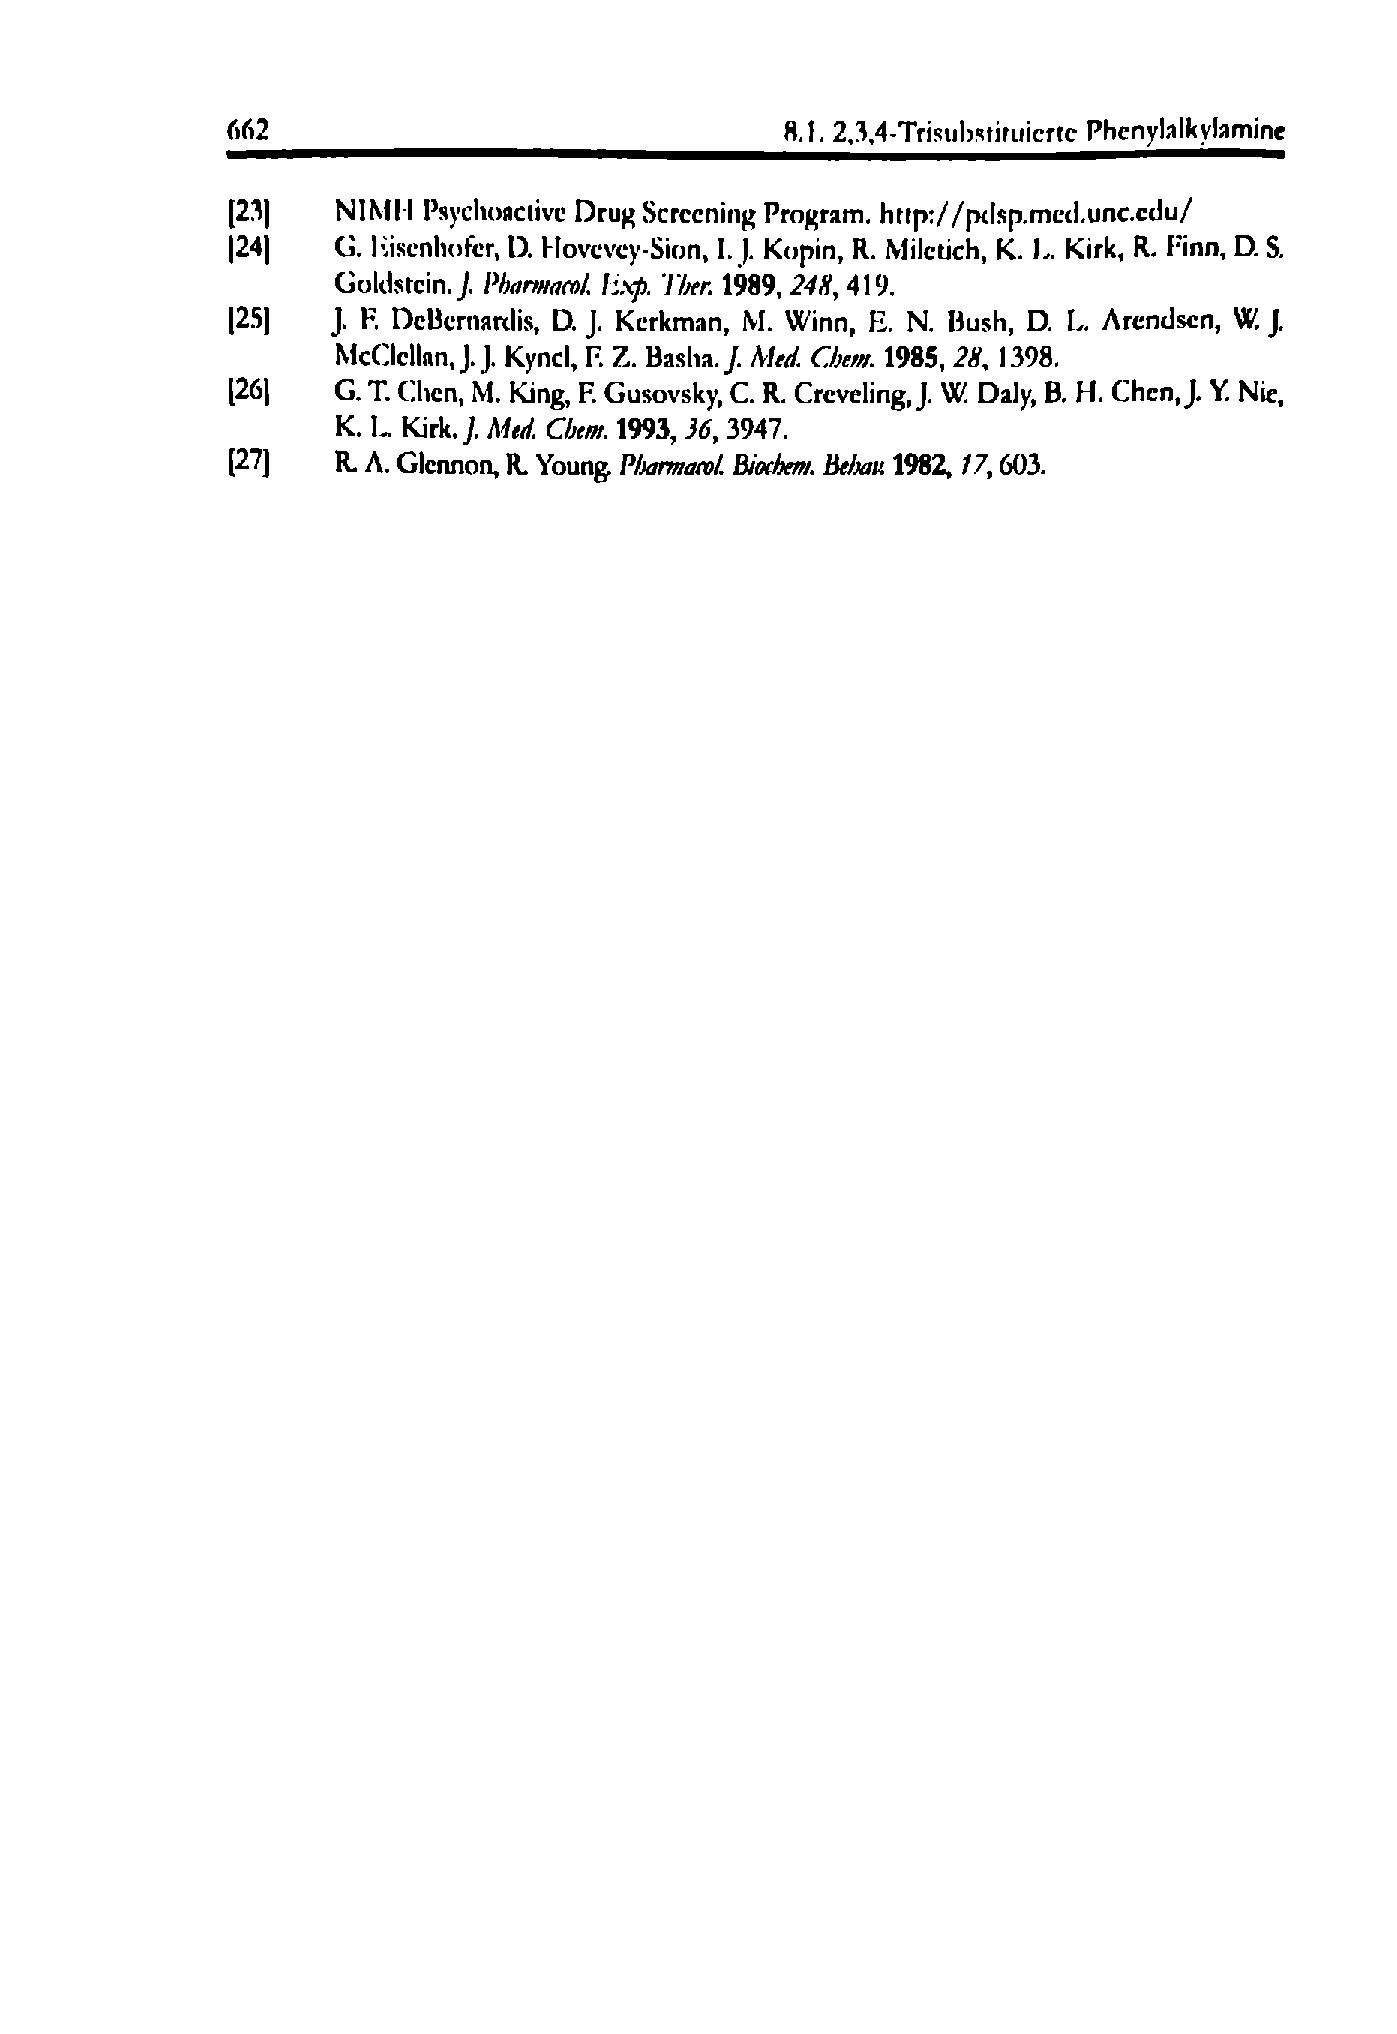 662 8.1. 2,3,4-Trisubstituierte Phenylalkylamine
[23] NIMH Psychoactive Drug Screening Program. http://pdsp.med.unc.edu/
[24] G. Eisenhofer, D. Hovevey-Sion, I. J. Kopin, R. Miletich, K. L. Kirk, R. Finn, D. S.
Goldstein. J. Pharmacol. Exp. Ther. 1989, 248, 419.
[25] J. F. DeBernardis, D. J. Kerkman, M. Winn, E. N. Bush, D. L. Arendsen, W. J.
McClellan, J. J. Kyncl, F. Z. Basha. J. Med. Chem. 1985, 28, 1398.
[26] G. T. Chen, M. King, F. Gusovsky, C. R. Creveling, J. W. Daly, B. H. Chen, J. Y. Nie,
K. L. Kirk. J. Med. Chem. 1993, 36, 3947.
[27] R. A. Glennon, R. Young. Pharmacol. Biochem. Behav. 1982, 17, 603.